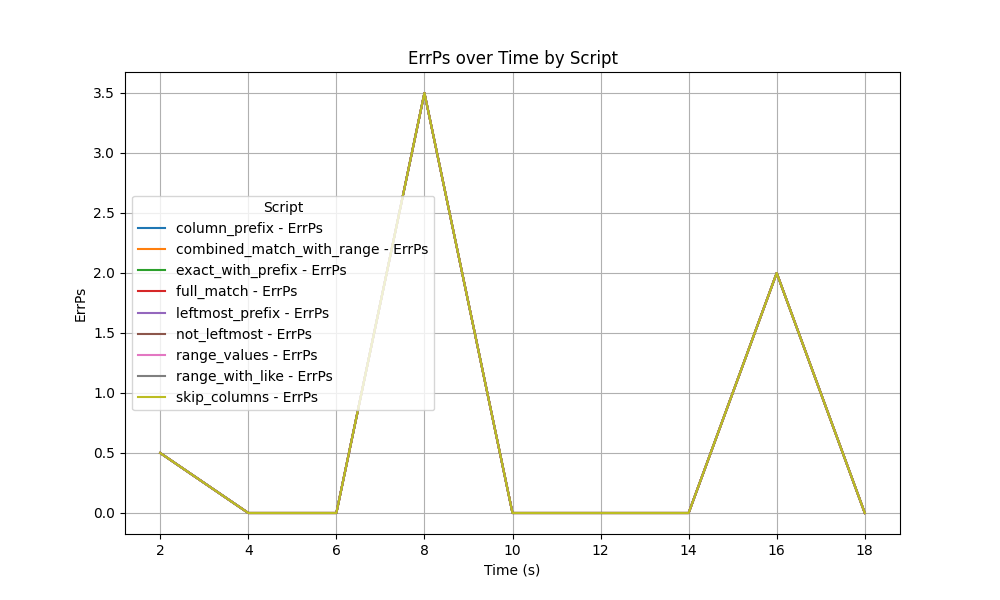 ErrPs over Time by Script
3.5
3.0
2.5
2.0
1.5
1.0
0.5
0.0
ErrPs
Script
column_prefix - ErrPs
combined_match_with_range - ErrPs
exact_with_prefix - ErrPs
full_match - ErrPs
leftmost_prefix - ErrPs
not_leftmost - ErrPs
range_values - ErrPs
range_with_like - ErrPs
skip_columns - ErrPs
2 4 6 8 10 12 14 16 18
Time (s)